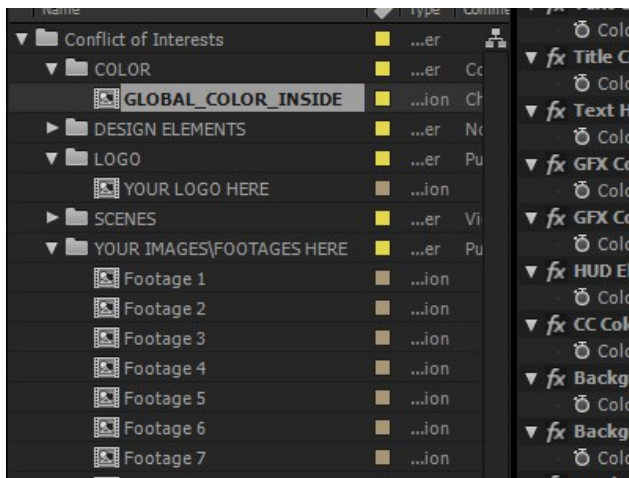 Name Type Comme
Conflict of Interests ...er
COLOR ...er Co
GLOBAL_COLOR_INSIDE ...ion Ch
DESIGN ELEMENTS ...er No
LOGO ...er Pu
YOUR LOGO HERE ...ion
SCENES ...er Vi
YOUR IMAGES\FOOTAGES HERE ...er Pu
Footage 1 ...ion
Footage 2 ...ion
Footage 3 ...ion
Footage 4 ...ion
Footage 5 ...ion
Footage 6 ...ion
Footage 7 ...ion
Colo
fx Title C
Colo
fx Text H
Colo
fx GFX Co
Colo
fx GFX Co
Colo
fx HUD El
Colo
fx CC Col
Colo
fx Backg
Colo
fx Backg
Colo